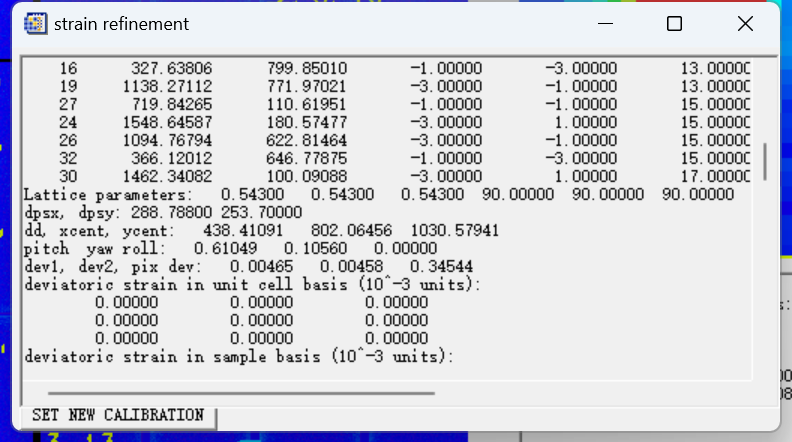 strain refinement
16 327.63806 799.85010 -1.00000 -3.00000 13.0000
19 1138.27112 771.97021 -3.00000 -1.00000 13.0000
27 719.84265 110.61951 -1.00000 -1.00000 15.0000
24 1548.64587 180.57477 -3.00000 1.00000 15.0000
26 1094.76794 622.81464 -3.00000 -1.00000 15.0000
32 366.12012 646.77875 -1.00000 -3.00000 15.0000
30 1462.34082 100.09088 -3.00000 1.00000 17.0000
Lattice parameters: 0.54300 0.54300 0.54300 90.00000 90.00000 90.00000
dpsx, dpsy: 288.78800 253.70000
dd, xcent, ycent: 438.41091 802.06456 1030.57941
pitch yaw roll: 0.61049 0.10560 0.00000
dev1, dev2, pix dev: 0.00465 0.00458 0.34544
deviatoric strain in unit cell basis (10^-3 units):
0.00000 0.00000 0.00000
0.00000 0.00000 0.00000
0.00000 0.00000 0.00000
deviatoric strain in sample basis (10^-3 units):
SET NEW CALIBRATION